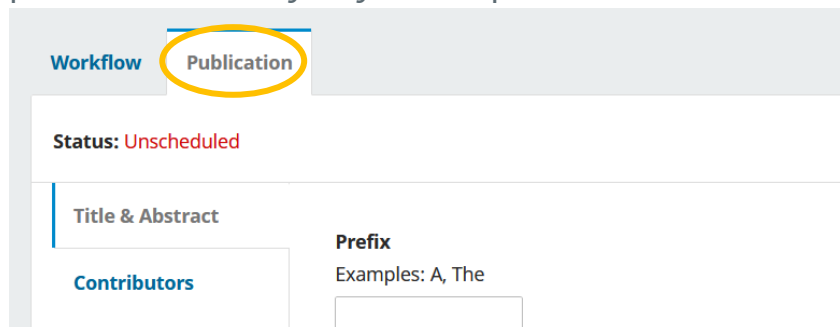 Workflow Publication
Status: Unscheduled
Title & Abstract
Prefix
Examples: A, The
Contributors